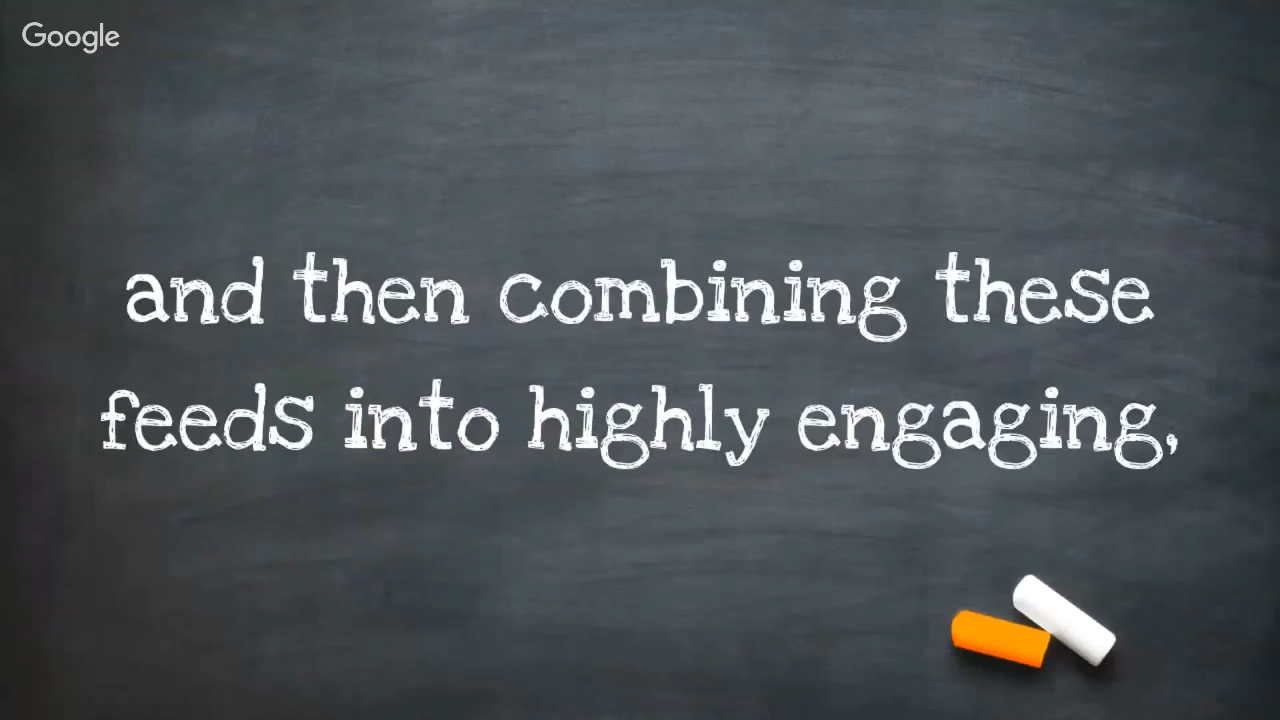 Google
and then combining these
feeds into highly engaging,